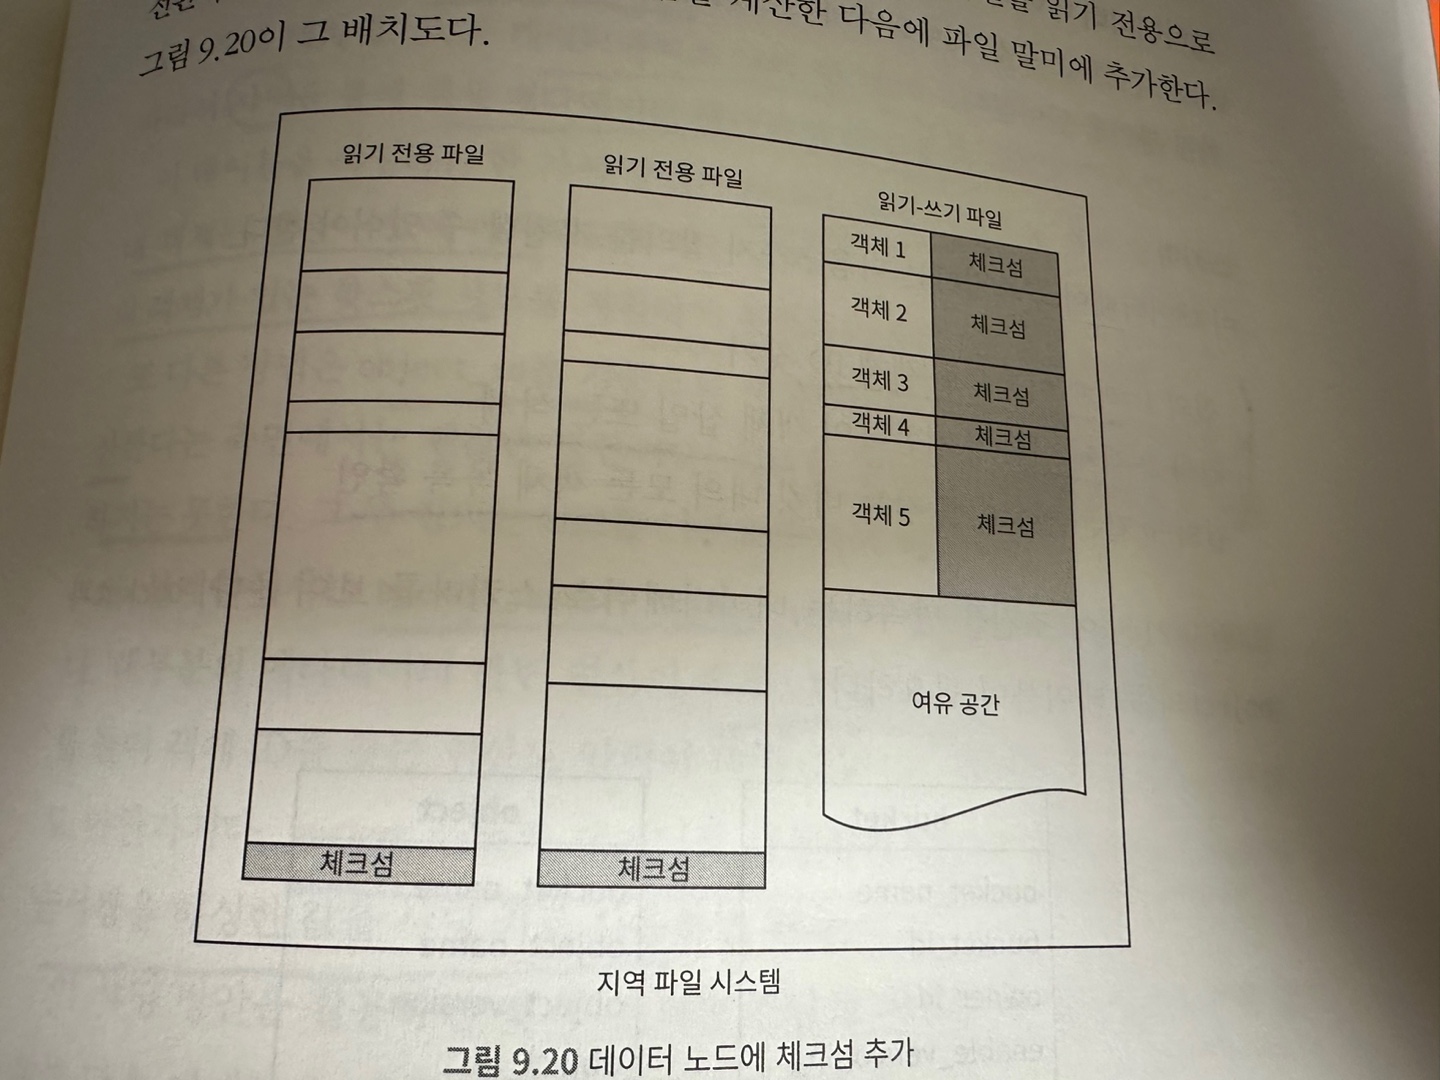 읽기 전용으로
계산한 다음에 파일 말미에 추가한다.
그림 9.20이 그 배치도다.
읽기 전용 파일
읽기 전용 파일
읽기-쓰기 파일
객체 1 체크섬
객체 2 체크섬
객체 3 체크섬
객체 4 체크섬
객체 5 체크섬
여유 공간
체크섬
체크섬
지역 파일 시스템
그림 9.20 데이터 노드에 체크섬 추가